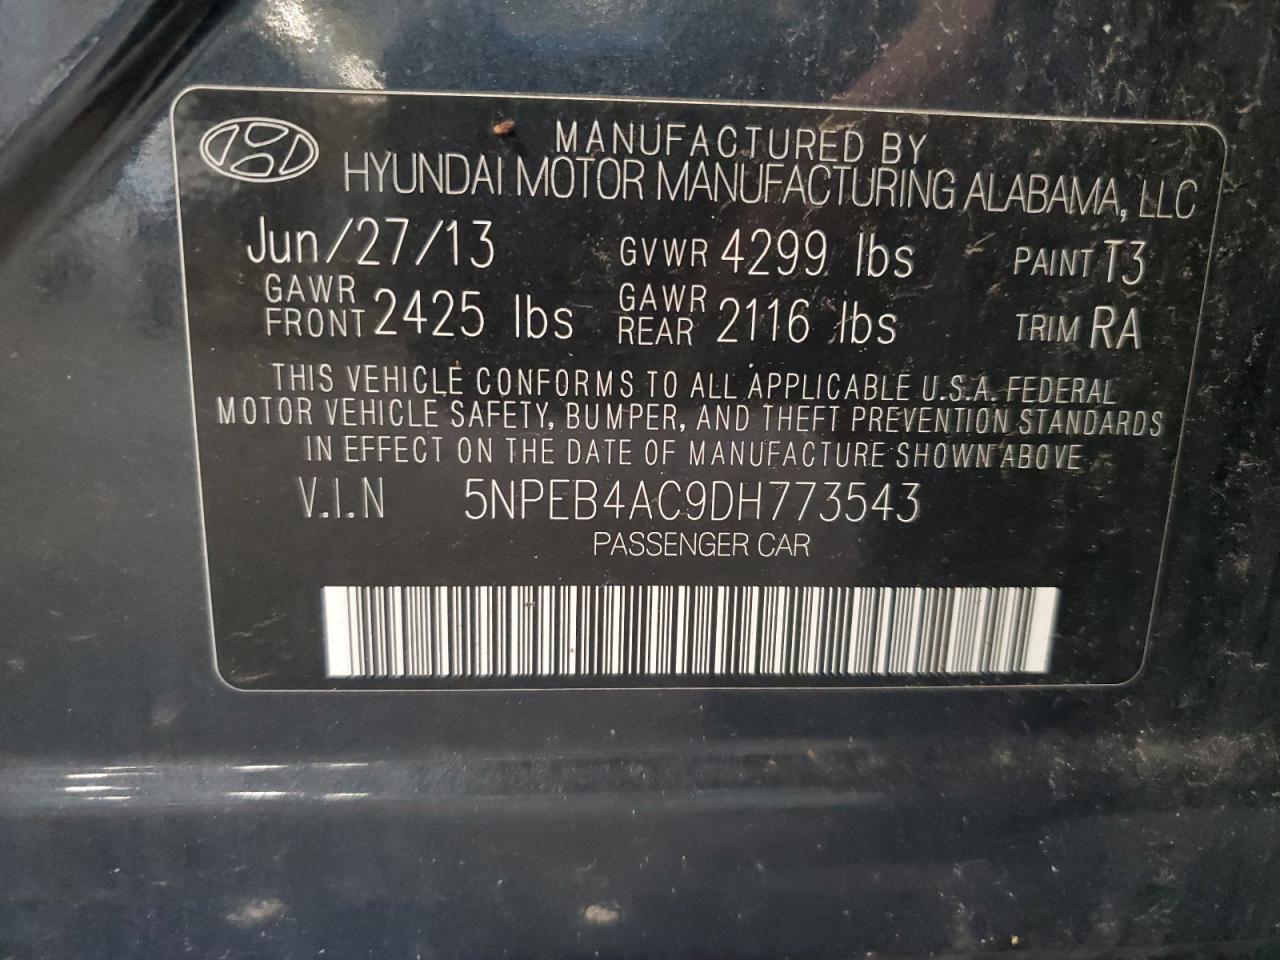 MANUFACTURED BY
HYUNDAI MOTOR MANUFACTURING ALABAMA, LLC
Jun/27/13 GVWR 4299 lbs PAINT T3
GAWR FRONT 2425 lbs GAWR REAR 2116 lbs TRIM RA
THIS VEHICLE CONFORMS TO ALL APPLICABLE U.S.A. FEDERAL
MOTOR VEHICLE SAFETY, BUMPER, AND THEFT PREVENTION STANDARDS
IN EFFECT ON THE DATE OF MANUFACTURE SHOWN ABOVE
V.I.N 5NPEB4AC9DH773543
PASSENGER CAR